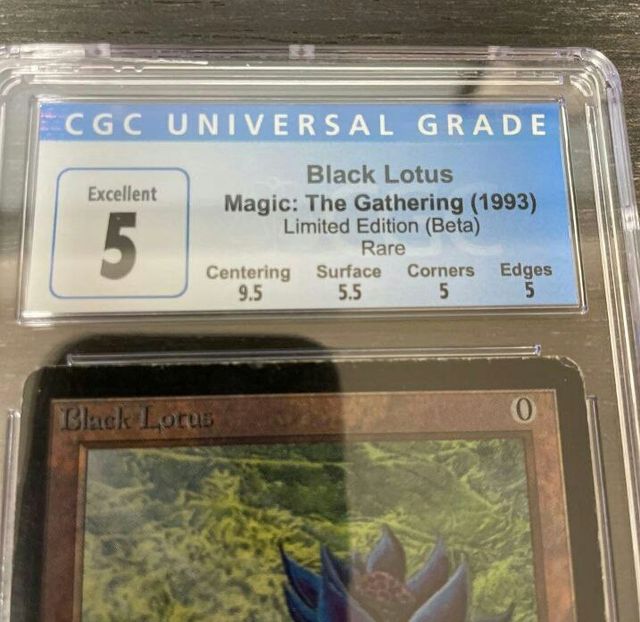 CGC UNIVERSAL GRADE
Excellent
5
Black Lotus
Magic: The Gathering (1993)
Limited Edition (Beta)
Rare
Centering Surface Corners Edges
9.5 5.5 5 5
Black Lotus 0